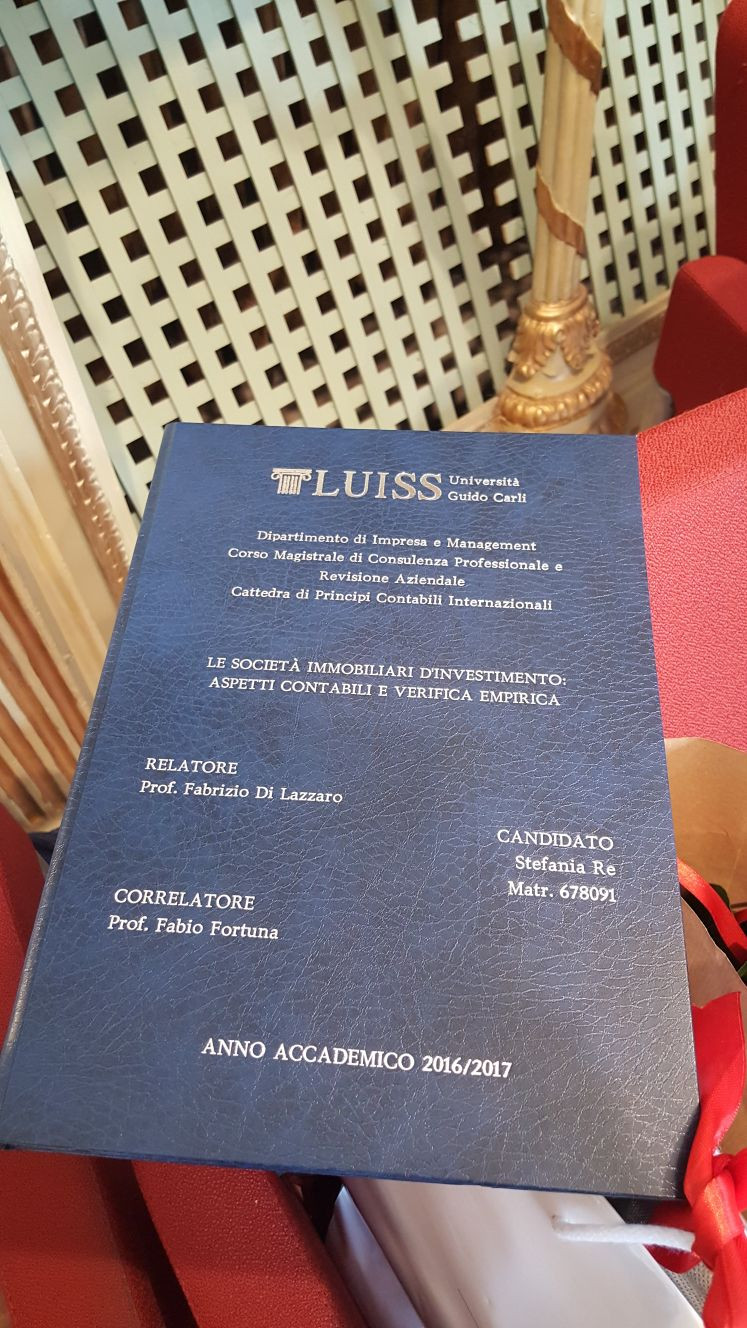 LUISS Università
Guido Carli
Dipartimento di Impresa e Management
Corso Magistrale di Consulenza Professionale e
Revisione Aziendale
Cattedra di Principi Contabili Internazionali
LE SOCIETÀ IMMOBILIARI D'INVESTIMENTO:
ASPETTI CONTABILI E VERIFICA EMPIRICA
RELATORE
Prof. Fabrizio Di Lazzaro
CANDIDATO
Stefania Re
Matr. 678091
CORRELATORE
Prof. Fabio Fortuna
ANNO ACCADEMICO 2016/2017